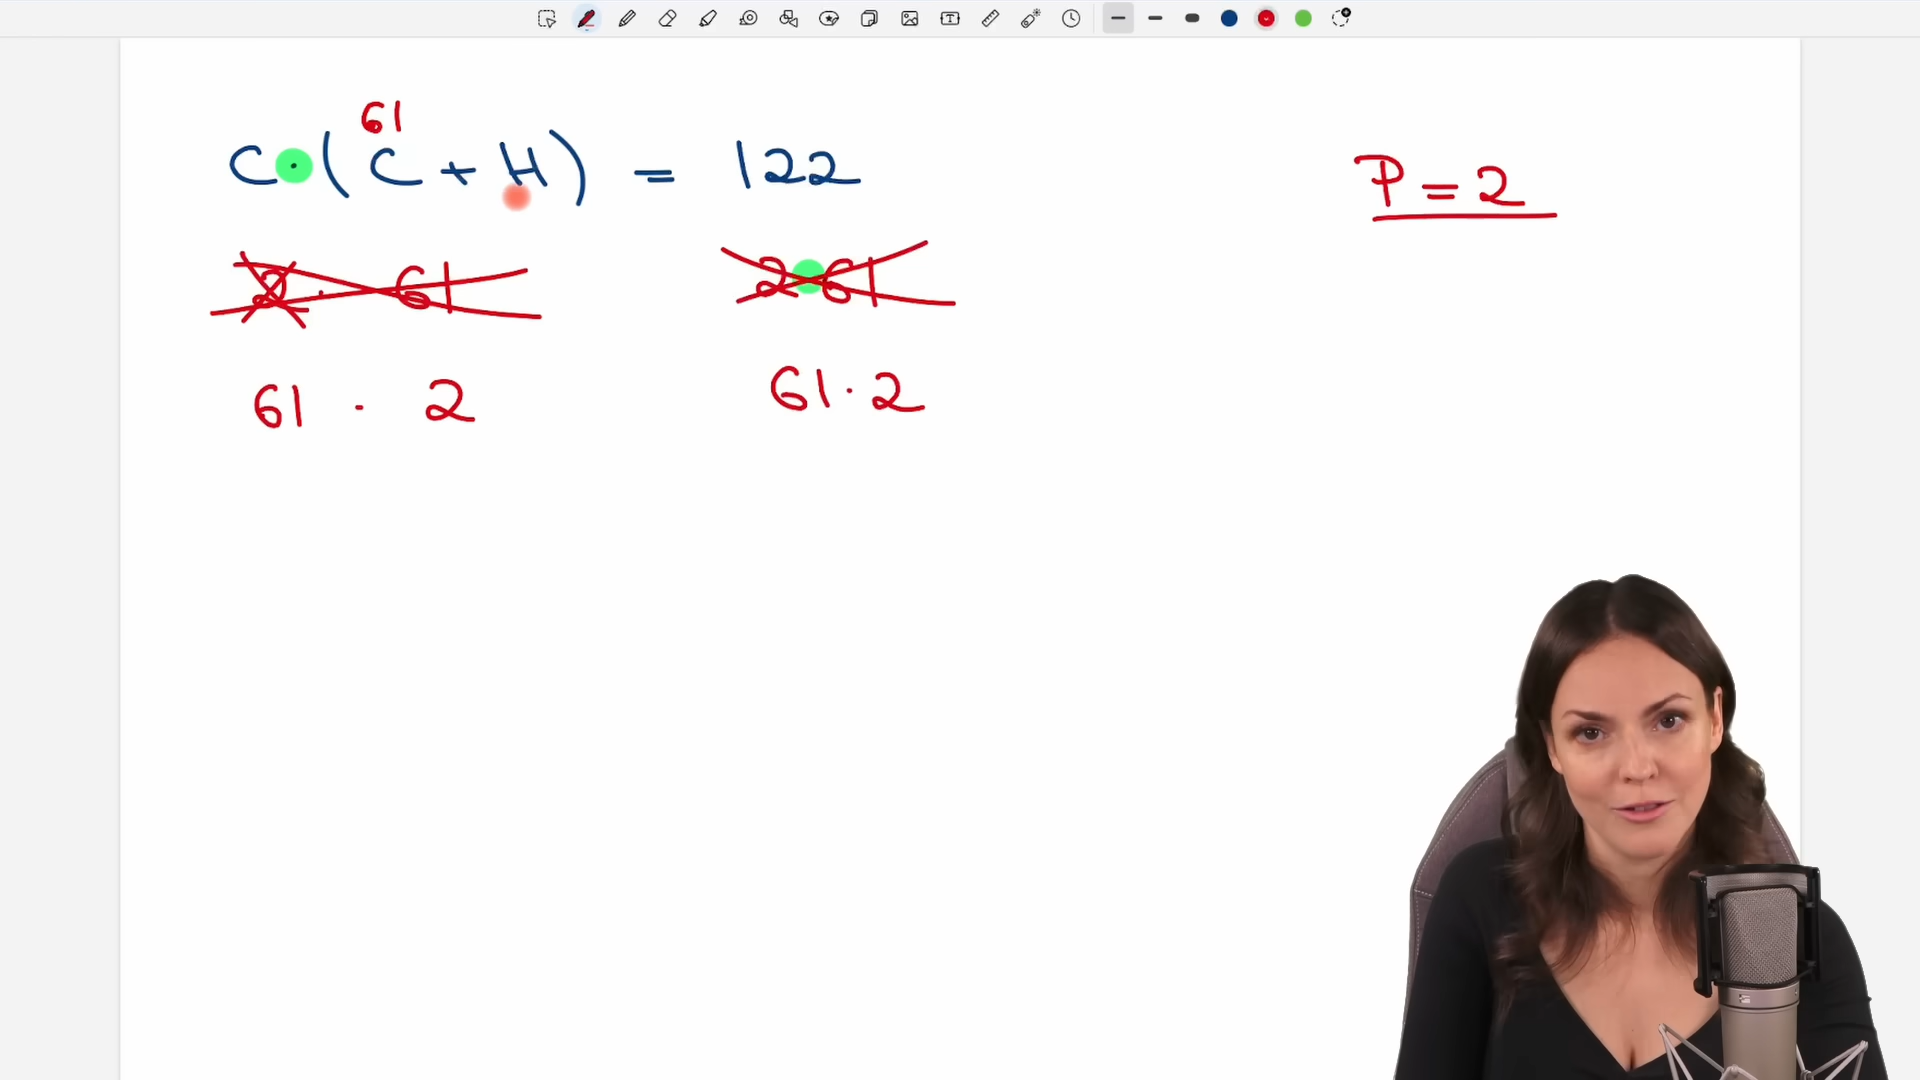 61
C · ( C + H ) = 122
P = 2
2 · 61
2 · 61
61 · 2
61 · 2